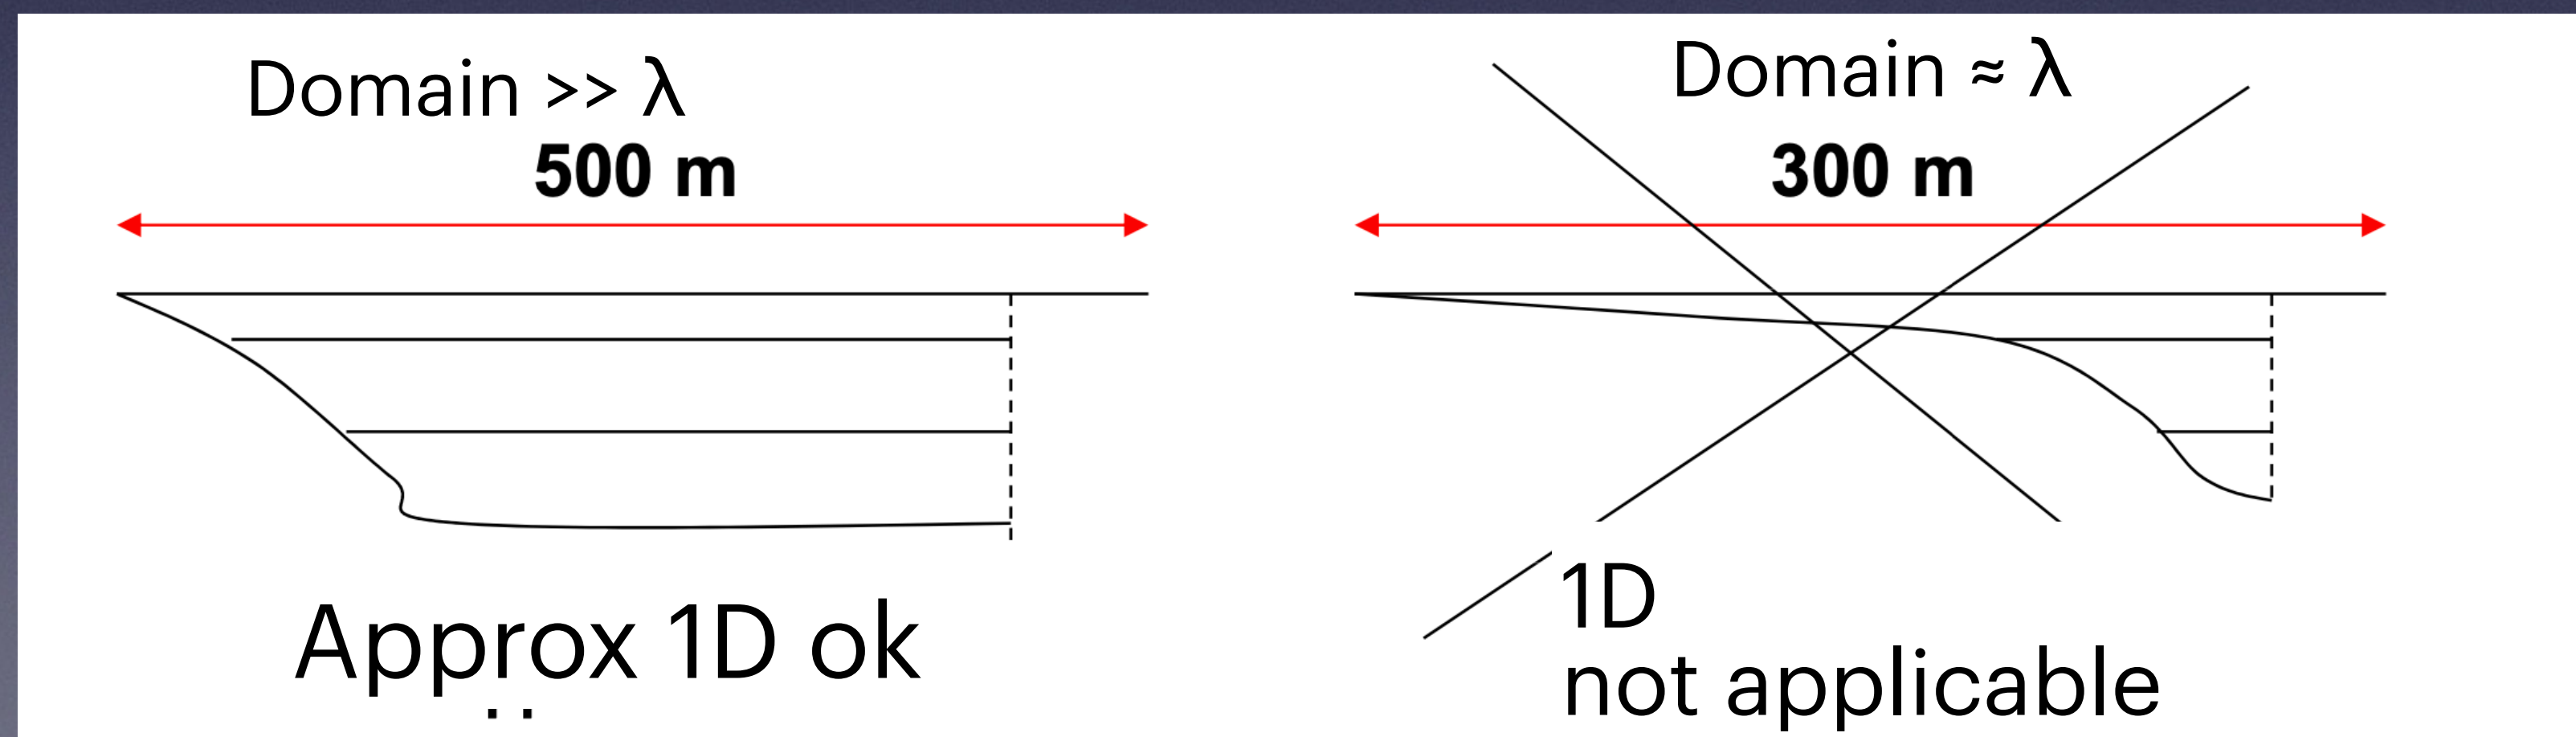 Domain >> λ
500 m
Approx 1D ok
Domain ≈ λ
300 m
1D
not applicable